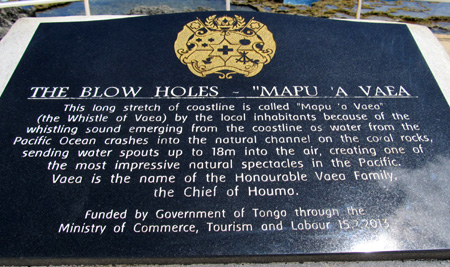 THE BLOW HOLES ~ "MAPU 'A VAEA
This long stretch of coastline is called "Mapu 'a Vaea"
(the Whistle of Vaea) by the local inhabitants because of the
whistling sound emerging from the coastline as water from the
Pacific Ocean crashes into the natural channel on the coral rocks,
sending water spouts up to 18m into the air, creating one of
the most impressive natural spectacles in the Pacific.
Vaea is the name of the Honourable Vaea Family,
the Chief of Houma.
Funded by Government of Tonga through the
Ministry of Commerce, Tourism and Labour 15.2.2013